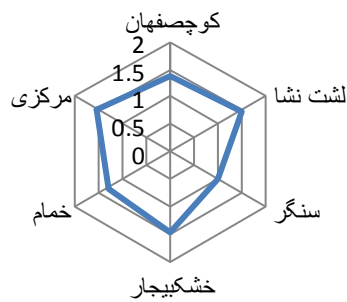 کوچصفهان
لشت نشا
سنگر
خشکبیجار
خمام
مرکزی
2
1.5
1
0.5
0